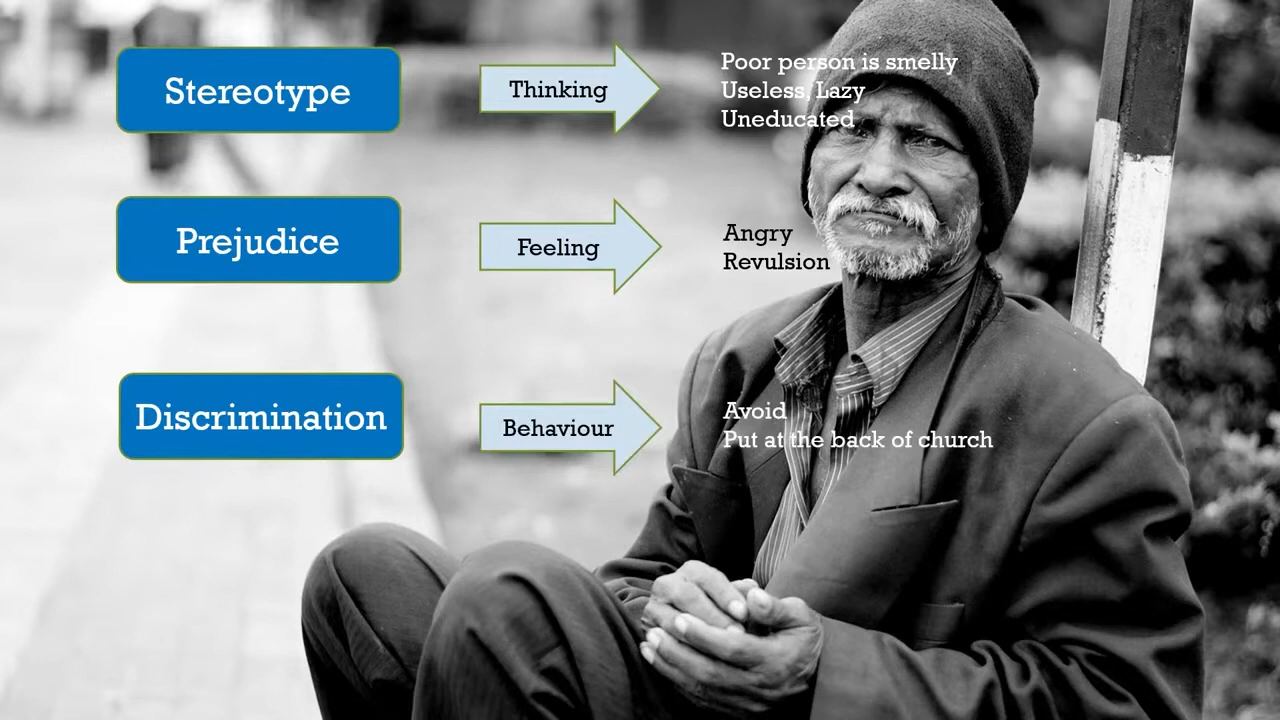 Stereotype
Thinking
Poor person is smelly
Useless, Lazy
Uneducated
Prejudice
Feeling
Angry
Revulsion
Discrimination
Behaviour
Avoid
Put at the back of church